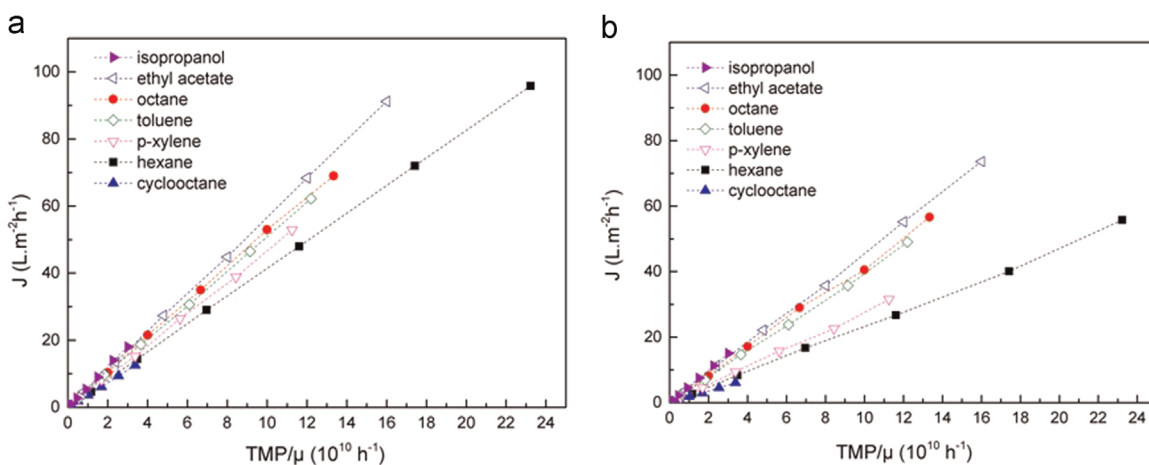 a
100
80
60
40
20
0
J (L.m⁻²h⁻¹)
isopropanol
ethyl acetate
octane
toluene
p-xylene
hexane
cyclooctane
0 2 4 6 8 10 12 14 16 18 20 22 24
TMP/μ (10¹⁰ h⁻¹)
b
100
80
60
40
20
0
J (L.m⁻²h⁻¹)
isopropanol
ethyl acetate
octane
toluene
p-xylene
hexane
cyclooctane
0 2 4 6 8 10 12 14 16 18 20 22 24
TMP/μ (10¹⁰ h⁻¹)